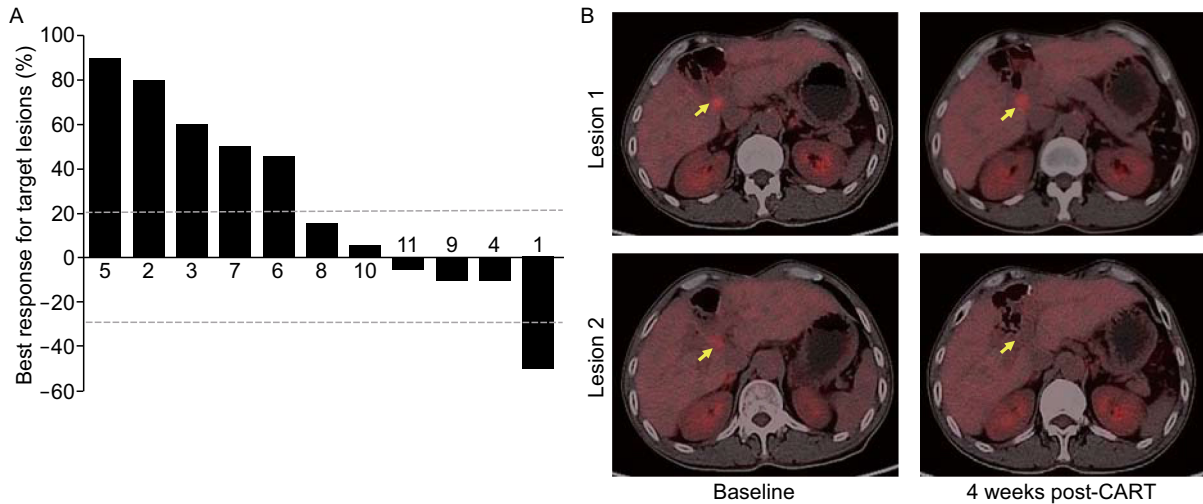 A
Best response for target lesions (%)
100
80
60
40
20
0
−20
−40
−60
5 2 3 7 6 8 10 11 9 4 1
B
Lesion 1
Lesion 2
Baseline
4 weeks post-CART